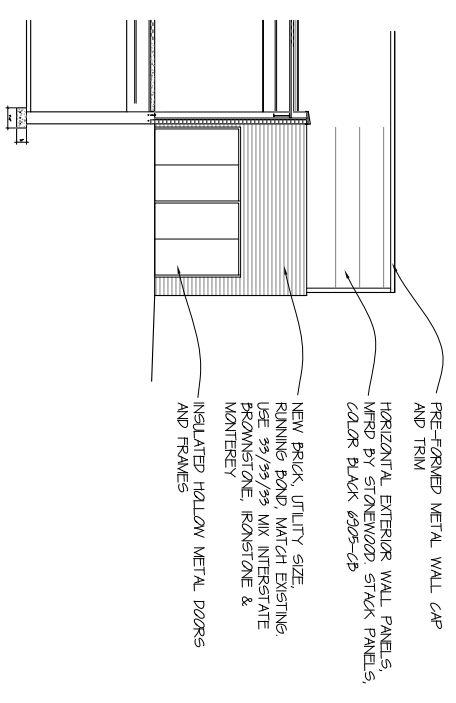 PRE-FORMED METAL WALL CAP
AND TRIM
HORIZONTAL EXTERIOR WALL PANELS,
MFRD BY STONEWOOD. STACK PANELS,
COLOR BLACK 6905-CB
NEW BRICK, UTILITY SIZE,
RUNNING BOND, MATCH EXISTING.
USE 33/33/33 MIX INTERSTATE
BROWNSTONE, IRONSTONE &
MONTEREY
INSULATED HOLLOW METAL DOORS
AND FRAMES